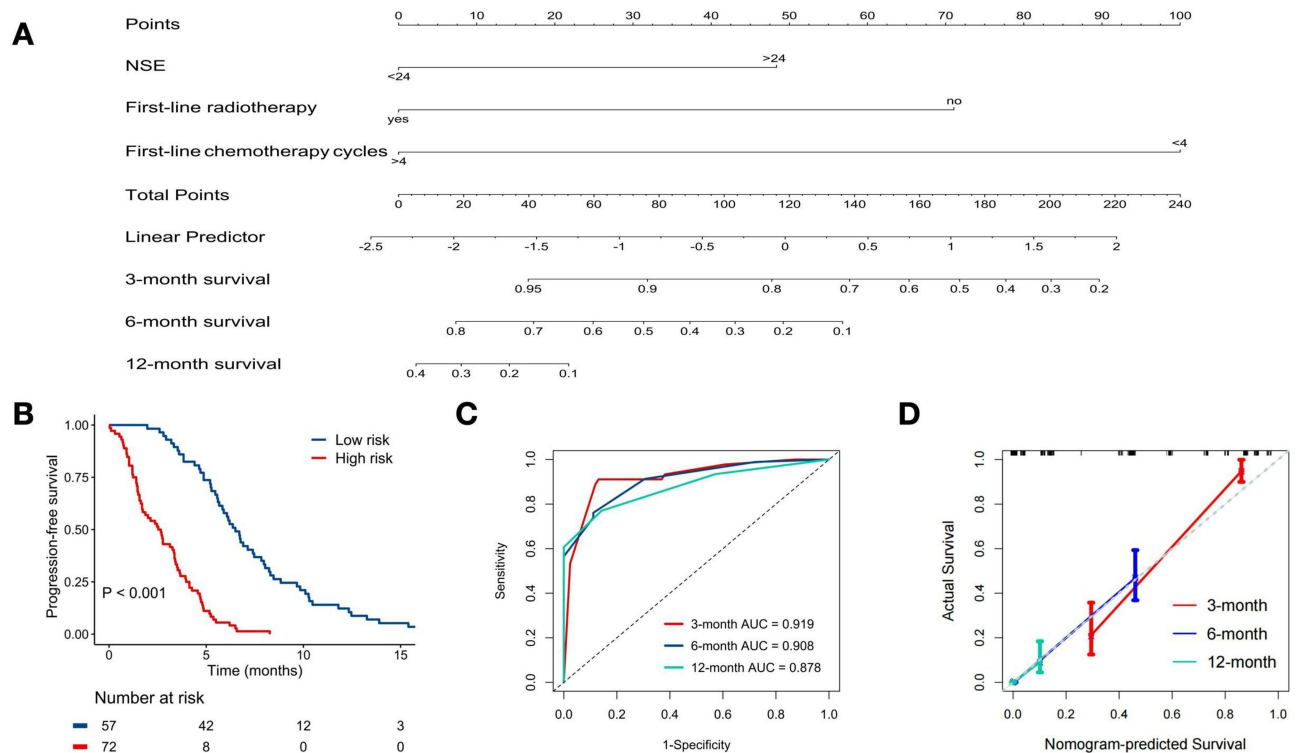 A
Points
0 10 20 30 40 50 60 70 80 90 100
NSE
>24
<24
First-line radiotherapy
no
yes
First-line chemotherapy cycles
<4
>4
Total Points
0 20 40 60 80 100 120 140 160 180 200 220 240
Linear Predictor
-2.5 -2 -1.5 -1 -0.5 0 0.5 1 1.5 2
3-month survival
0.95 0.9 0.8 0.7 0.6 0.5 0.4 0.3 0.2
6-month survival
0.8 0.7 0.6 0.5 0.4 0.3 0.2 0.1
12-month survival
0.4 0.3 0.2 0.1
B
Progression-free survival
1.00
0.75
0.50
0.25
0.00
Low risk
High risk
P < 0.001
0 5 10 15
Time (months)
Number at risk
57 42 12 3
72 8 0 0
C
Sensitivity
1.0
0.8
0.6
0.4
0.2
0.0
3-month AUC = 0.919
6-month AUC = 0.908
12-month AUC = 0.878
0.0 0.2 0.4 0.6 0.8 1.0
1-Specificity
D
Actual Survival
1.0
0.8
0.6
0.4
0.2
0.0
3-month
6-month
12-month
0.0 0.2 0.4 0.6 0.8 1.0
Nomogram-predicted Survival